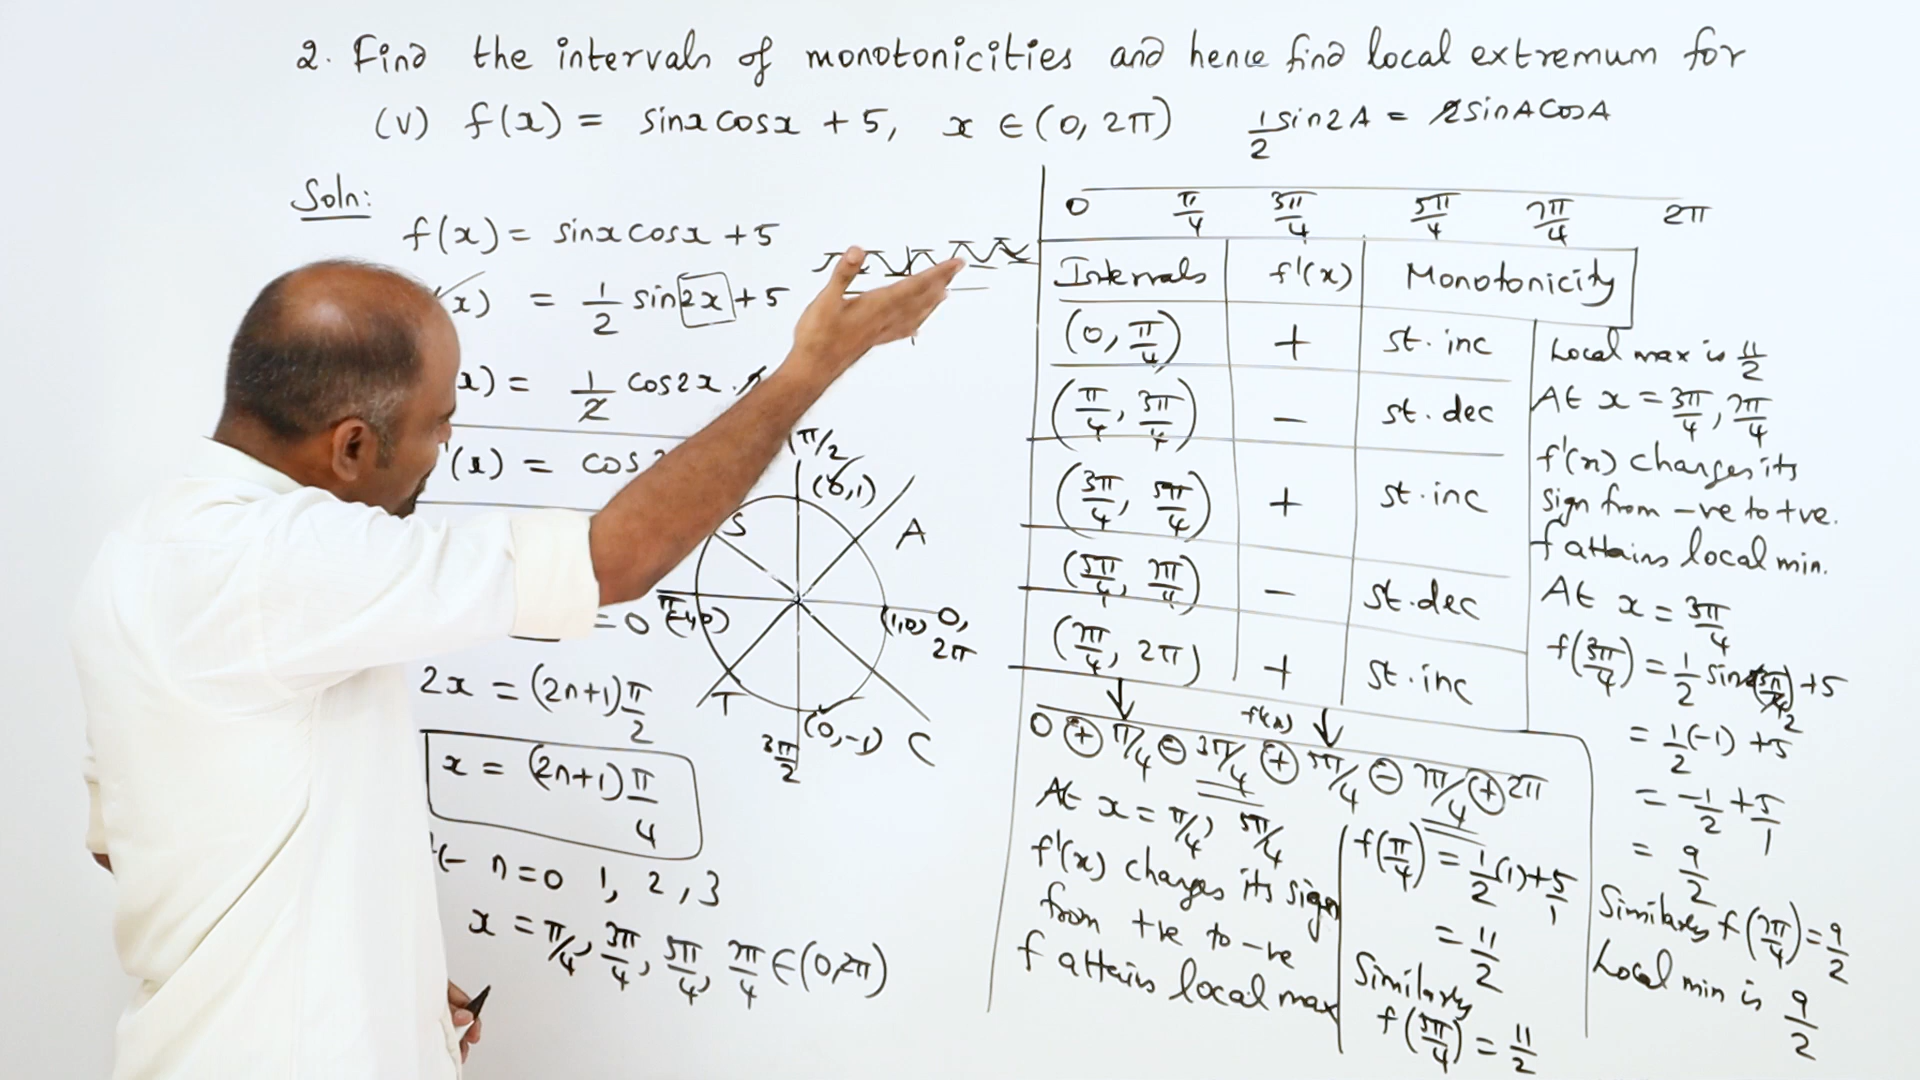 2. Find the intervals of monotonicities and hence find local extremum for
(v) f(x) = sinx cosx + 5, x ∈ (0, 2π)
1/2 sin2A = 2sinA cosA
Soln:
f(x) = sinx cosx + 5
x) = 1/2 sin2x + 5
x) = 1/2 cos2x .
'(x) = cos
= 0
2x = (2n+1)π/2
x = (2n+1)π/4
n=0 1, 2, 3
x = π/4, 3π/4, 5π/4, 7π/4 ∈ (0, 2π)
π/2
(0,1)
S
A
π
(-1,0)
(1,0)
0,
2π
T
(0,-1)
C
3π/2
0 π/4 3π/4 5π/4 7π/4 2π
Intervals f'(x) Monotonicity
(0, π/4) + st. inc
(π/4, 3π/4) − st. dec
(3π/4, 5π/4) + st. inc
(5π/4, 7π/4) − st. dec
(7π/4, 2π) + st. inc
f'(x)
0 ⊕ π/4 ⊖ 3π/4 ⊕ 5π/4 ⊖ 7π/4 ⊕ 2π
At x = π/4, 5π/4
f'(x) changes its sign
from +ve to -ve
f attains local max
f(π/4) = 1/2(1) + 5/1
= 11/2
Similarly
f(5π/4) = 11/2
Local max is 11/2
At x = 3π/4, 7π/4
f'(x) changes its
sign from -ve to +ve.
f attains local min.
At x = 3π/4
f(3π/4) = 1/2 sin2(3π/4) + 5
= 1/2(-1) + 5
= -1/2 + 5/1
= 9/2
Similarly f(7π/4) = 9/2
Local min is 9/2